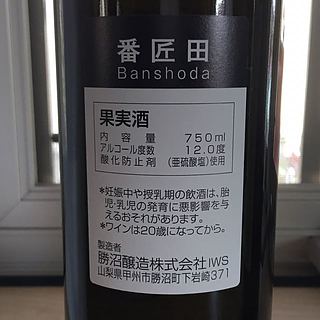 番匠田
Banshoda
果実酒
内容量 750ml
アルコール度数 12.0度
酸化防止剤 (亜硫酸塩)使用
*妊娠中や授乳期の飲酒は、胎
児・乳児の発育に悪影響を与
えるおそれがあります。
*ワインは20歳になってから。
製造者
勝沼醸造株式会社IWS
山梨県甲州市勝沼町下岩崎371